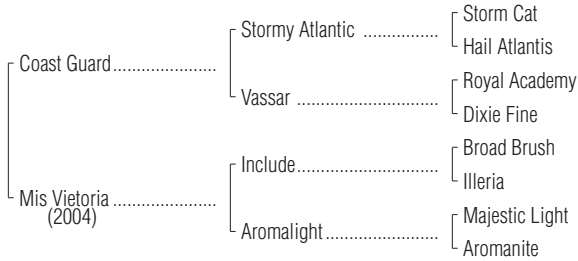 Storm Cat
Stormy Atlantic ..................
Hail Atlantis
Coast Guard.........................
Royal Academy
Vassar ..................................
Dixie Fine
Broad Brush
Include..................................
Illeria
Mis Vietoria .........................
(2004)
Majestic Light
Aromalight...........................
Aromanite